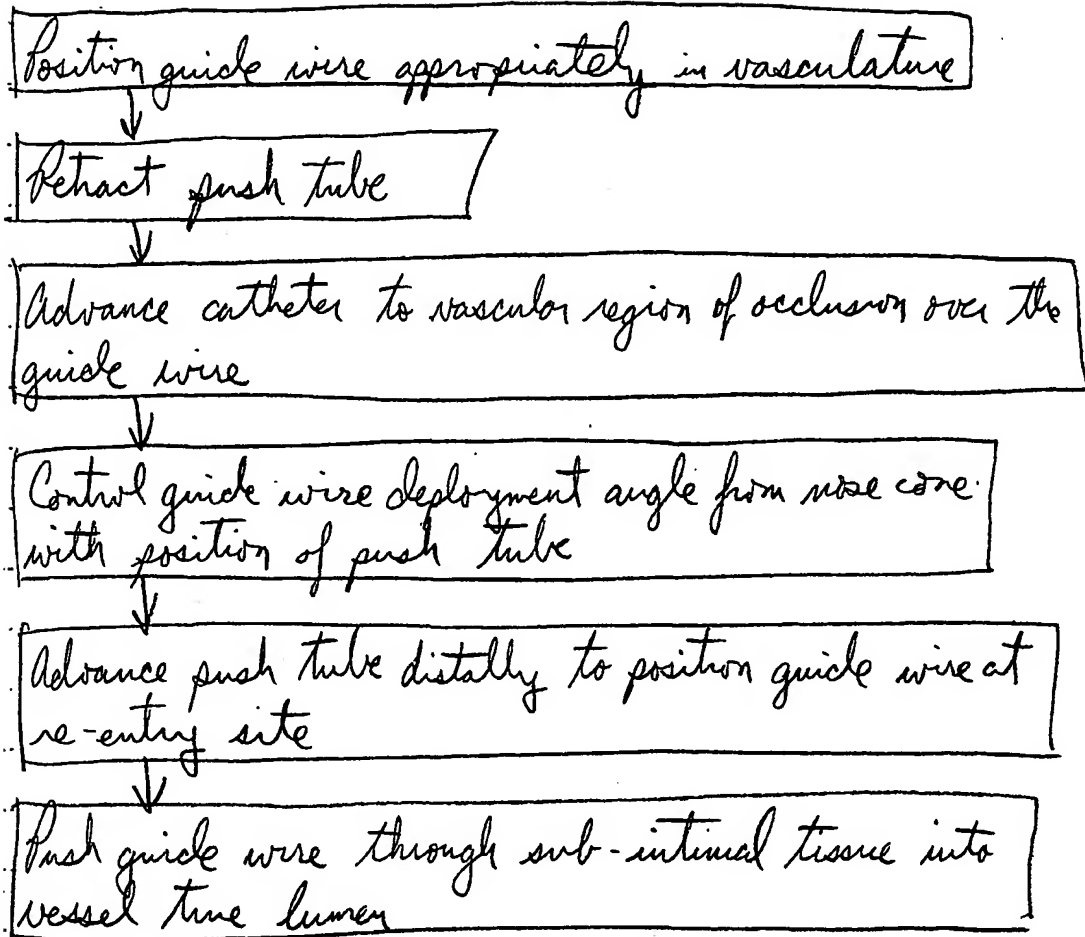 Position guide wire appropriately in vasculature
Retract push tube
Advance catheter to vascular region of occlusion over the
guide wire
Control guide wire deployment angle from nose cone
with position of push tube
Advance push tube distally to position guide wire at
re-entry site
Push guide wire through sub-intimal tissue into
vessel true lumen